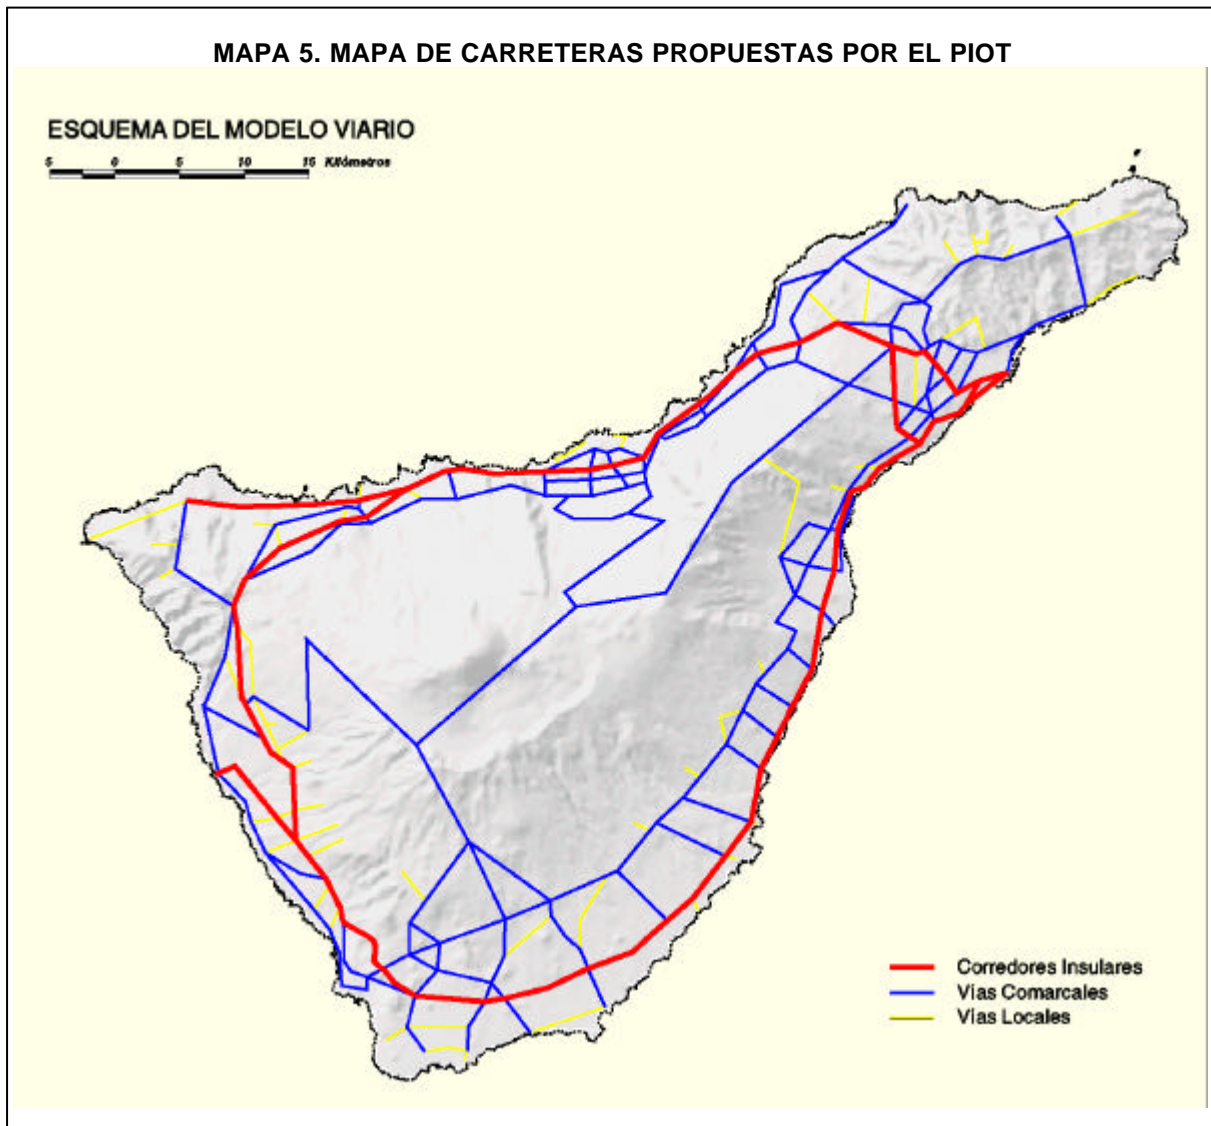 MAPA 5. MAPA DE CARRETERAS PROPUESTAS POR EL PIOT
ESQUEMA DEL MODELO VIARIO
5 0 5 10 15 Kilómetros
Corredores Insulares
Vías Comarcales
Vías Locales